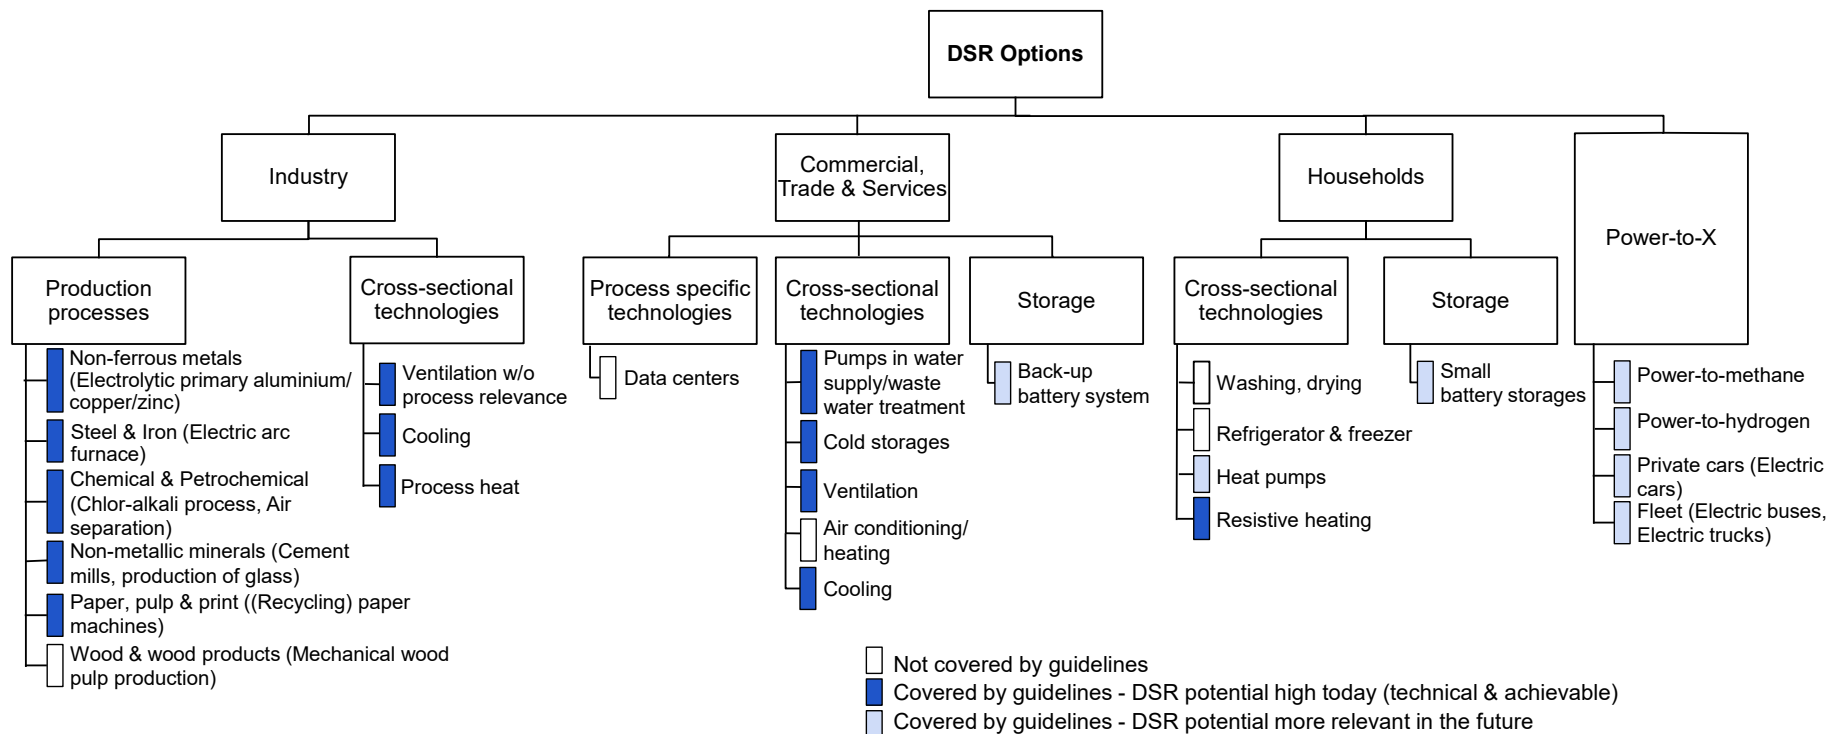 DSR Options
Industry
Commercial,
Trade & Services
Households
Power-to-X
Production
processes
Cross-sectional
technologies
Process specific
technologies
Cross-sectional
technologies
Storage
Cross-sectional
technologies
Storage
Non-ferrous metals
(Electrolytic primary aluminium/
copper/zinc)
Steel & Iron (Electric arc
furnace)
Chemical & Petrochemical
(Chlor-alkali process, Air
separation)
Non-metallic minerals (Cement
mills, production of glass)
Paper, pulp & print ((Recycling) paper
machines)
Wood & wood products (Mechanical wood
pulp production)
Ventilation w/o
process relevance
Cooling
Process heat
Data centers
Pumps in water
supply/waste
water treatment
Cold storages
Ventilation
Air conditioning/
heating
Cooling
Back-up
battery system
Washing, drying
Refrigerator & freezer
Heat pumps
Resistive heating
Small
battery storages
Power-to-methane
Power-to-hydrogen
Private cars (Electric
cars)
Fleet (Electric buses,
Electric trucks)
Not covered by guidelines
Covered by guidelines - DSR potential high today (technical & achievable)
Covered by guidelines - DSR potential more relevant in the future